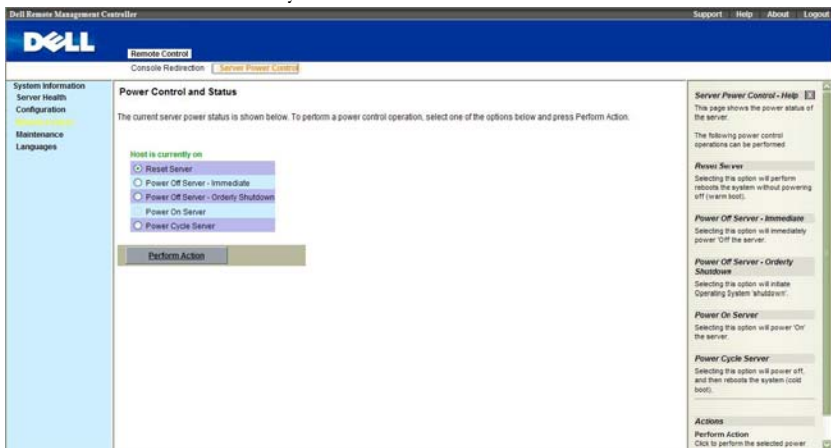 Dell Remote Management Controller
Support Help About Logout
DELL
Remote Control
Console Redirection Server Power Control
System Information
Server Health
Configuration
Maintenance
Languages
Power Control and Status
The current server power status is shown below. To perform a power control operation, select one of the options below and press Perform Action.
Host is currently on
Reset Server
Power Off Server - Immediate
Power Off Server - Orderly Shutdown
Power On Server
Power Cycle Server
Perform Action
Server Power Control - Help
This page shows the power status of
the server.
The following power control
operations can be performed
Reset Server
Selecting this option will perform
reboots the system without powering
off (warm boot).
Power Off Server - Immediate
Selecting this option will immediately
power 'Off' the server.
Power Off Server - Orderly
Shutdown
Selecting this option will initiate
Operating System 'shutdown'.
Power On Server
Selecting this option will power 'On'
the server.
Power Cycle Server
Selecting this option will power off,
and then reboots the system (cold
boot).
Actions
Perform Action
Click to perform the selected power